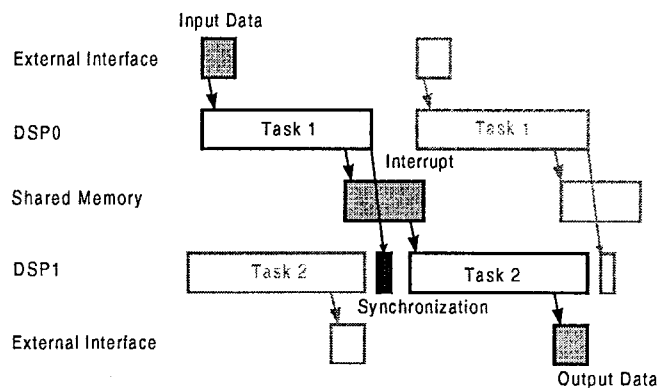 Input Data
External Interface
DSP0
Task 1
Task 1
Interrupt
Shared Memory
DSP1
Task 2
Task 2
Synchronization
External Interface
Output Data